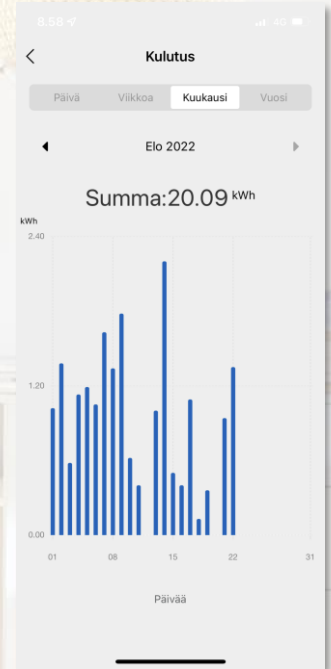 8.58
4G
Kulutus
Päivä Viikkoa Kuukausi Vuosi
Elo 2022
Summa:20.09 kWh
kWh
2.40
1.20
0.00
01 08 15 22 31
Päivää